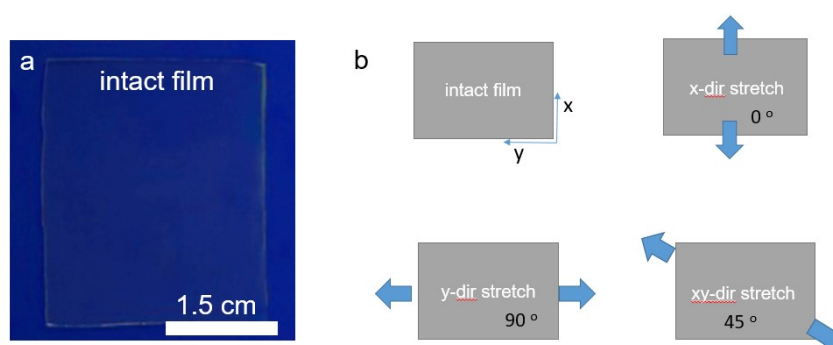 a
intact film
1.5 cm
b
intact film
x
y
x-dir stretch
0 °
y-dir stretch
90 °
xy-dir stretch
45 °